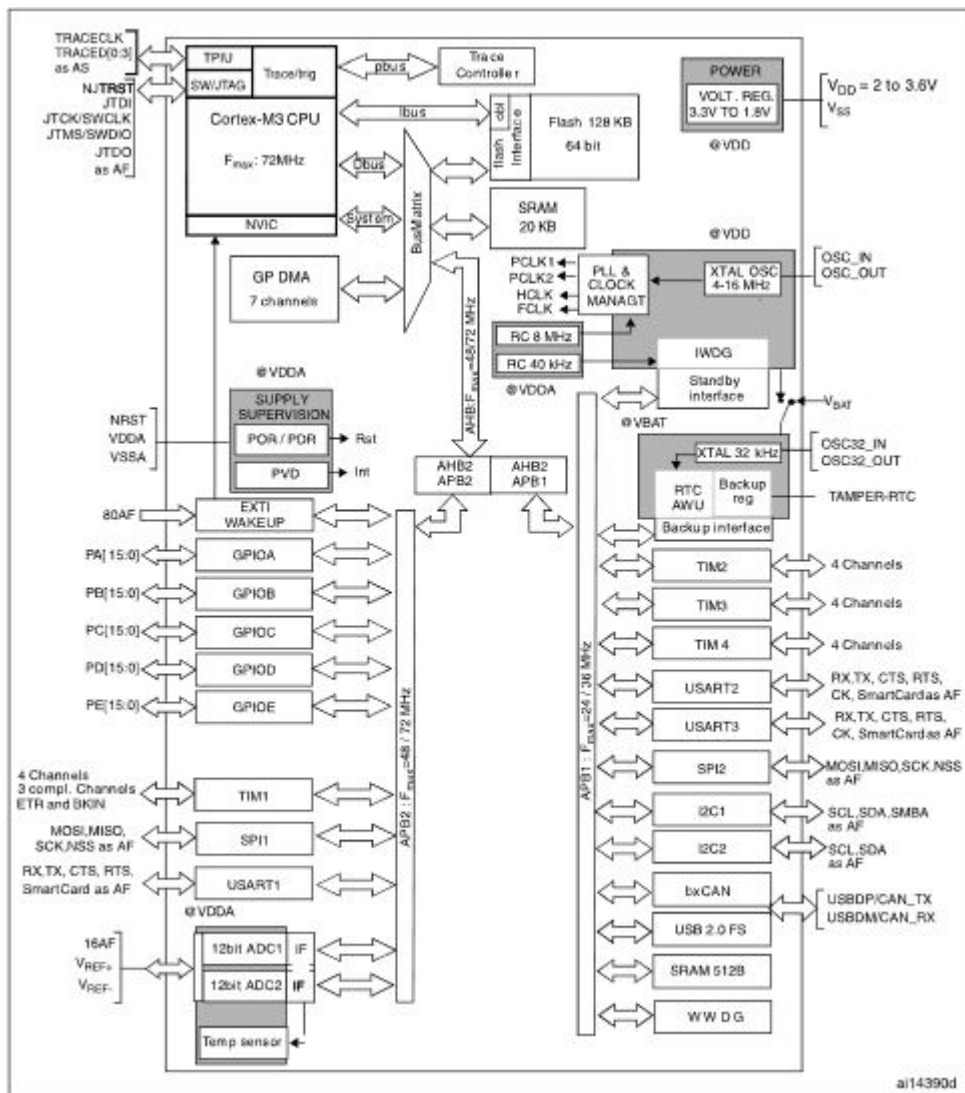 TRACECLK
TRACED[0:3]
as AS
NJTRST
JTDI
JTCK/SWCLK
JTMS/SWDIO
JTDO
as AF
TPIU
SW/JTAG
Trace/trig
Cortex-M3 CPU
Fmax: 72MHz
NVIC
GP DMA
7 channels
pbus
Ibus
Dbus
System
BusMatrix
Trace
Controller
flash obl
Interface
Flash 128 KB
64 bit
SRAM
20 KB
POWER
VOLT. REG.
3.3V TO 1.8V
@VDD
VDD = 2 to 3.6V
VSS
@VDD
PCLK1
PCLK2
HCLK
FCLK
PLL &
CLOCK
MANAGT
XTAL OSC
4-16 MHz
OSC_IN
OSC_OUT
RC 8 MHz
RC 40 kHz
@VDDA
IWDG
Standby
interface
VBAT
@VBAT
XTAL 32 kHz
OSC32_IN
OSC32_OUT
RTC
AWU
Backup
reg
TAMPER-RTC
Backup interface
AHB:Fmax=48/72 MHz
@VDDA
SUPPLY
SUPERVISION
NRST
VDDA
VSSA
POR / PDR
Rst
PVD
Int
AHB2
APB2
AHB2
APB1
80AF
EXTI
WAKEUP
PA[15:0]
GPIOA
PB[15:0]
GPIOB
PC[15:0]
GPIOC
PD[15:0]
GPIOD
PE[15:0]
GPIOE
APB2 : Fmax=48 / 72 MHz
4 Channels
3 compl. Channels
ETR and BKIN
TIM1
MOSI,MISO,
SCK,NSS as AF
SPI1
RX,TX, CTS, RTS,
SmartCard as AF
USART1
@VDDA
16AF
VREF+
VREF-
12bit ADC1 IF
12bit ADC2 IF
Temp sensor
APB1 : Fmax=24 / 36 MHz
TIM2
4 Channels
TIM3
4 Channels
TIM 4
4 Channels
USART2
RX,TX, CTS, RTS,
CK, SmartCard as AF
USART3
RX,TX, CTS, RTS,
CK, SmartCard as AF
SPI2
MOSI,MISO,SCK,NSS
as AF
I2C1
SCL,SDA,SMBA
as AF
I2C2
SCL,SDA
as AF
bxCAN
USBDP/CAN_TX
USBDM/CAN_RX
USB 2.0 FS
SRAM 512B
WWDG
ai14390d